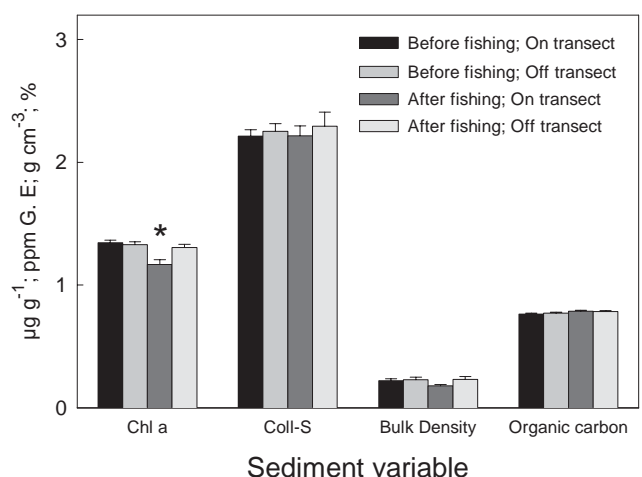 3
2
1
0
µg g⁻¹; ppm G. E; g cm⁻³; %
Before fishing; On transect
Before fishing; Off transect
After fishing; On transect
After fishing; Off transect
*
Chl a
Coll-S
Bulk Density
Organic carbon
Sediment variable